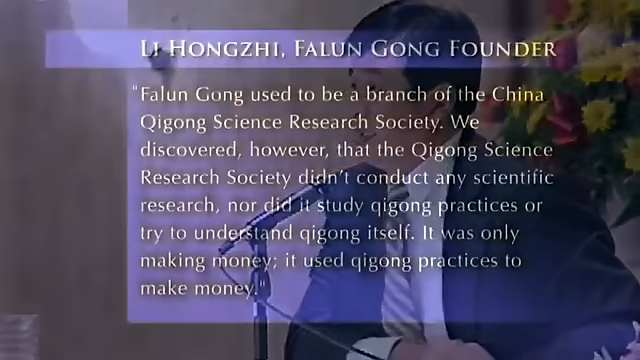 Li Hongzhi, Falun Gong Founder
"Falun Gong used to be a branch of the China
Qigong Science Research Society. We
discovered, however, that the Qigong Science
Research Society didn't conduct any scientific
research, nor did it study qigong practices or
try to understand qigong itself. It was only
making money; it used qigong practices to
make money."